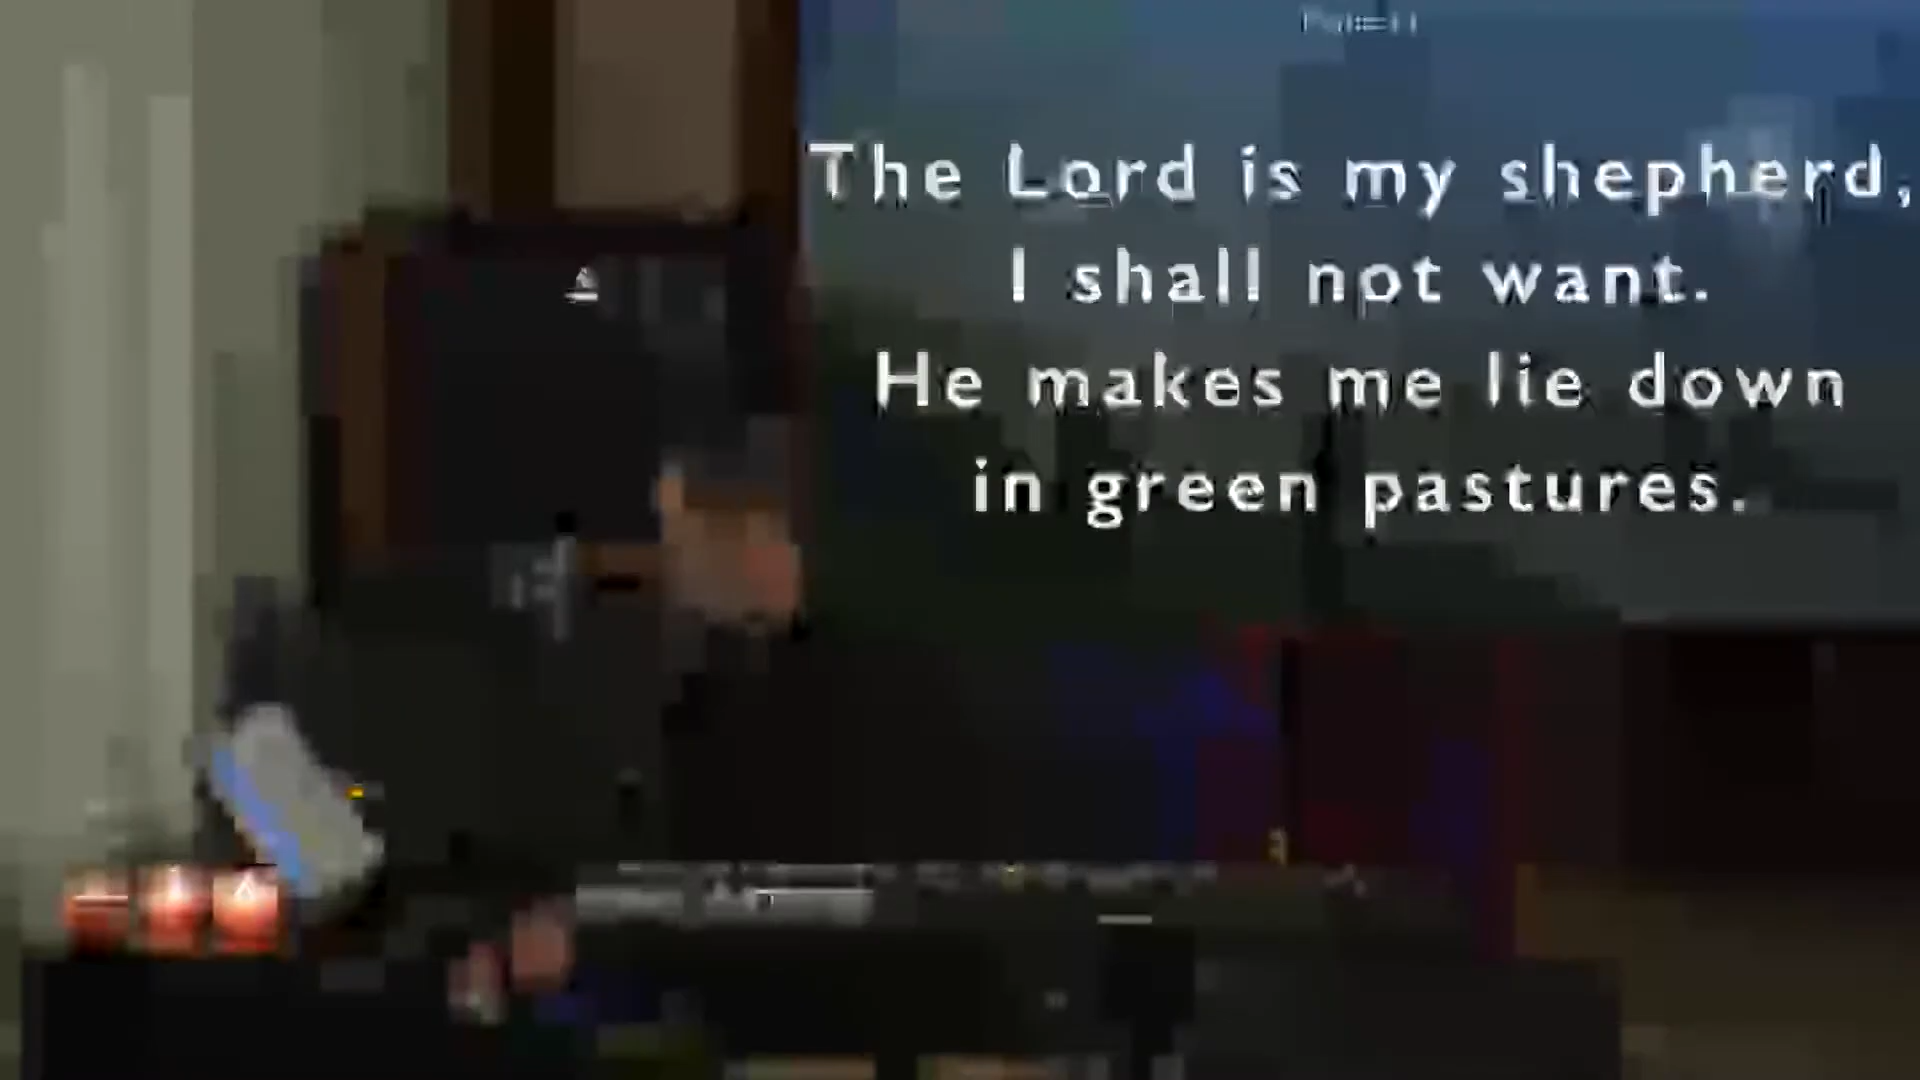 The Lord is my shepherd,
I shall not want.
He makes me lie down
in green pastures.